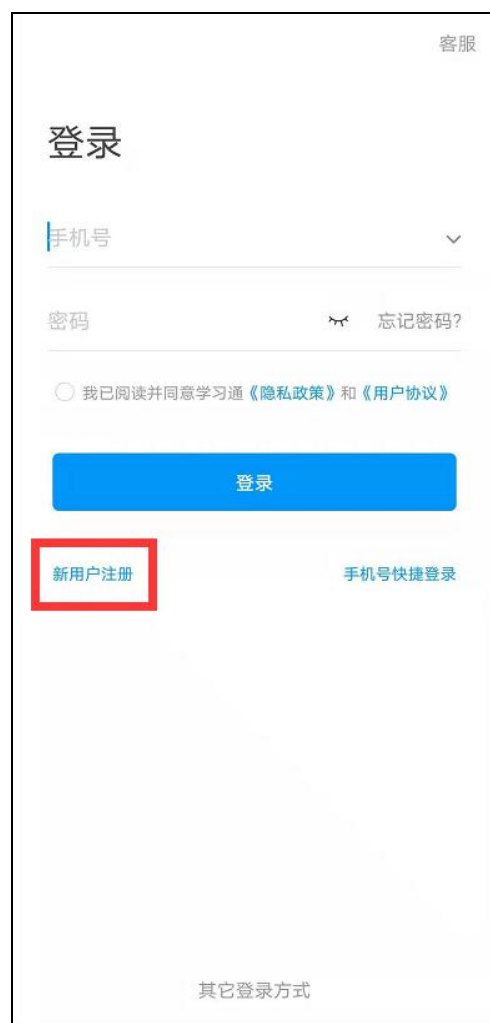 客服
登录
手机号
密码 忘记密码?
我已阅读并同意学习通《隐私政策》和《用户协议》
登录
新用户注册 手机号快捷登录
其它登录方式